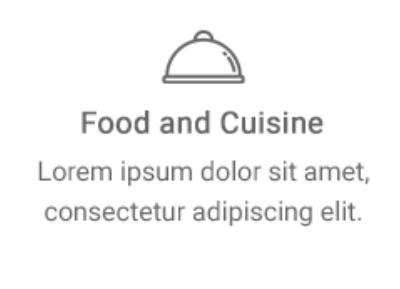 Food and Cuisine
Lorem ipsum dolor sit amet,
consectetur adipiscing elit.